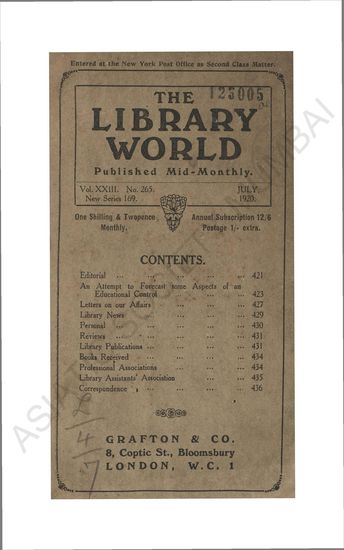 Entered at the New York Post Office as Second Class Matter.
123005
THE
LIBRARY
WORLD
Published Mid-Monthly.
Vol. XXIII. No. 265. JULY,
New Series 169. 1920.
One Shilling & Twopence Annual Subscription 12/6
Monthly. Postage 1/- extra.
CONTENTS.
Editorial ... ... ... ... ... 421
An Attempt to Forecast some Aspects of an
Educational Control ... ... ... 423
Letters on our Affairs ... ... ... 427
Library News ... ... ... ... 429
Personal ... ... ... ... ... 430
Reviews ... ... ... ... ... 431
Library Publications ... ... ... ... 431
Books Received ... ... ... ... 434
Professional Associations ... ... ... 434
Library Assistants' Association ... ... 435
Correspondence ... ... ... ... 436
GRAFTON & CO.
8, Coptic St., Bloomsbury
LONDON, W.C. 1